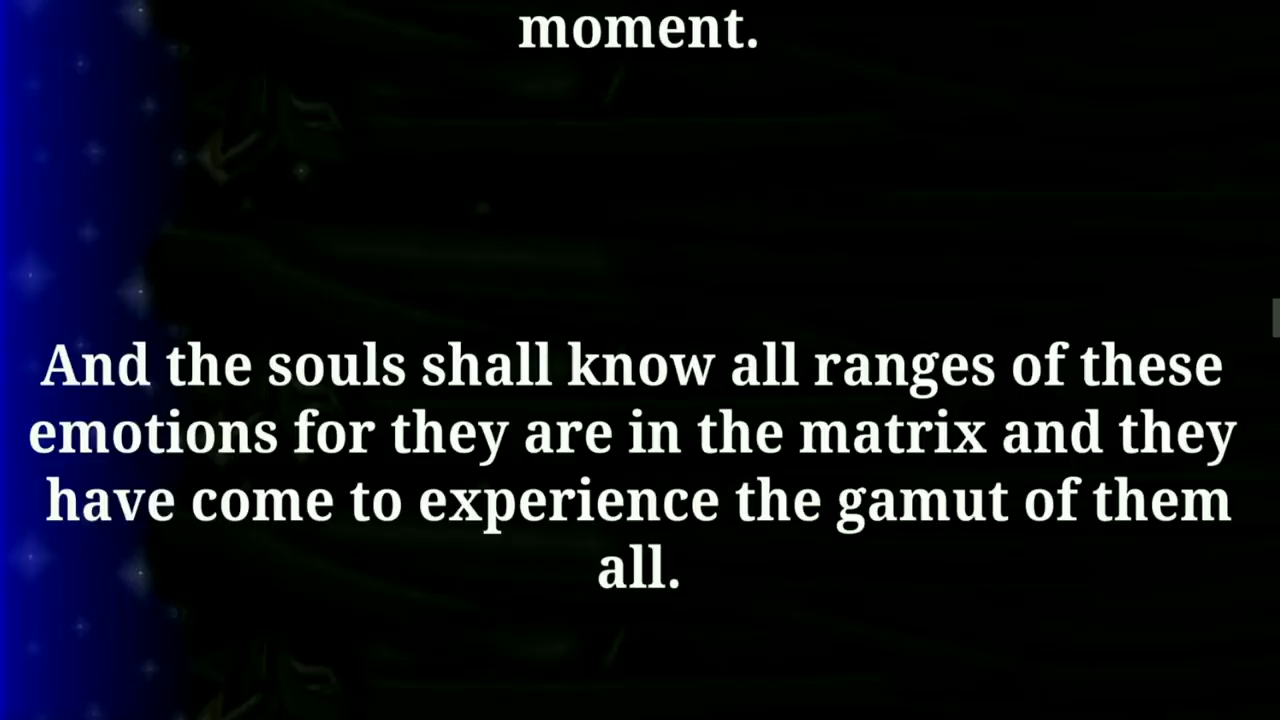 moment.
And the souls shall know all ranges of these
emotions for they are in the matrix and they
have come to experience the gamut of them
all.